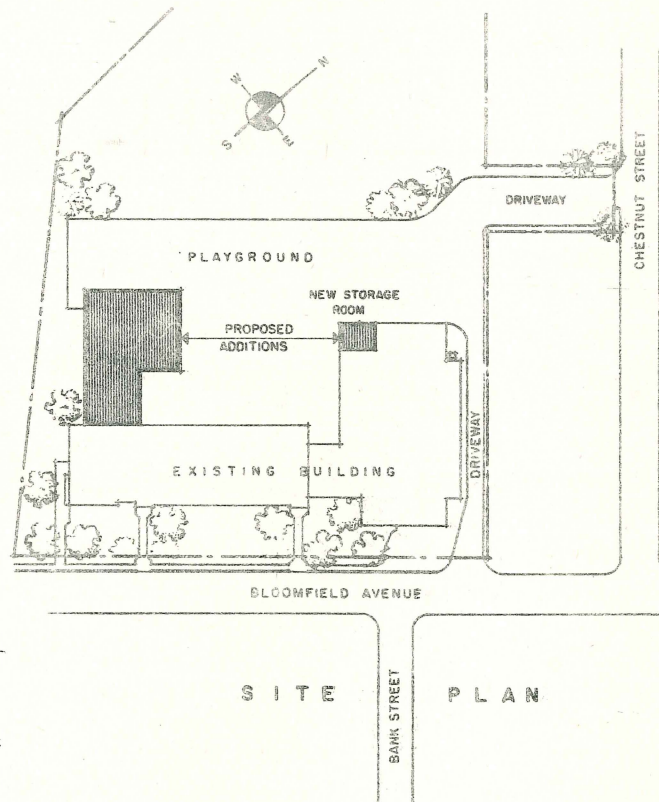 N
W
S
E
CHESTNUT STREET
DRIVEWAY
PLAYGROUND
NEW STORAGE
ROOM
PROPOSED
ADDITIONS
DRIVEWAY
EXISTING BUILDING
BLOOMFIELD AVENUE
SITE PLAN
BANK STREET